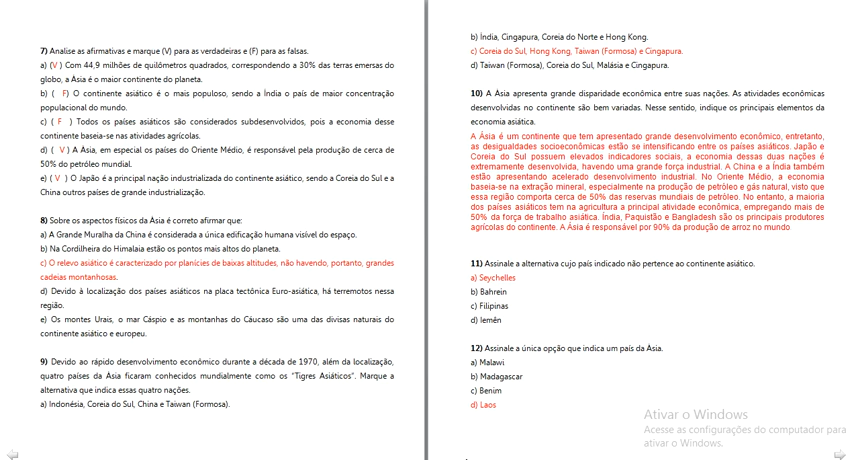 7) Analise as afirmativas e marque (V) para as verdadeiras e (F) para as falsas.
a) (V ) Com 44,9 milhões de quilômetros quadrados, correspondendo a 30% das terras emersas do
globo, a Ásia é o maior continente do planeta.
b) (   F) O continente asiático é o mais populoso, sendo a Índia o país de maior concentração
populacional do mundo.
c) ( F  ) Todos os países asiáticos são considerados subdesenvolvidos, pois a economia desse
continente baseia-se nas atividades agrícolas.
d) (  V ) A Ásia, em especial os países do Oriente Médio, é responsável pela produção de cerca de
50% do petróleo mundial.
e) ( V  ) O Japão é a principal nação industrializada do continente asiático, sendo a Coreia do Sul e a
China outros países de grande industrialização.
8) Sobre os aspectos físicos da Ásia é correto afirmar que:
a) A Grande Muralha da China é considerada a única edificação humana visível do espaço.
b) Na Cordilheira do Himalaia estão os pontos mais altos do planeta.
c) O relevo asiático é caracterizado por planícies de baixas altitudes, não havendo, portanto, grandes
cadeias montanhosas.
d) Devido à localização dos países asiáticos na placa tectônica Euro-asiática, há terremotos nessa
região.
e) Os montes Urais, o mar Cáspio e as montanhas do Cáucaso são uma das divisas naturais do
continente asiático e europeu.
9) Devido ao rápido desenvolvimento econômico durante a década de 1970, além da localização,
quatro países da Ásia ficaram conhecidos mundialmente como os "Tigres Asiáticos". Marque a
alternativa que indica essas quatro nações.
a) Indonésia, Coreia do Sul, China e Taiwan (Formosa).
b) Índia, Cingapura, Coreia do Norte e Hong Kong.
c) Coreia do Sul, Hong Kong, Taiwan (Formosa) e Cingapura.
d) Taiwan (Formosa), Coreia do Sul, Malásia e Cingapura.
10) A Ásia apresenta grande disparidade econômica entre suas nações. As atividades econômicas
desenvolvidas no continente são bem variadas. Nesse sentido, indique os principais elementos da
economia asiática.
A Ásia é um continente que tem apresentado grande desenvolvimento econômico, entretanto,
as desigualdades socioeconômicas estão se intensificando entre os países asiáticos. Japão e
Coreia do Sul possuem elevados indicadores sociais, a economia dessas duas nações é
extremamente desenvolvida, havendo uma grande força industrial. A China e a Índia também
estão apresentando acelerado desenvolvimento industrial. No Oriente Médio, a economia
baseia-se na extração mineral, especialmente na produção de petróleo e gás natural, visto que
essa região comporta cerca de 50% das reservas mundiais de petróleo. No entanto, a maioria
dos países asiáticos tem na agricultura a principal atividade econômica, empregando mais de
50% da força de trabalho asiática. Índia, Paquistão e Bangladesh são os principais produtores
agrícolas do continente. A Ásia é responsável por 90% da produção de arroz no mundo
11) Assinale a alternativa cujo país indicado não pertence ao continente asiático.
a) Seychelles
b) Bahrein
c) Filipinas
d) Iemên
12) Assinale a única opção que indica um país da Ásia.
a) Malawi
b) Madagascar
c) Benim
d) Laos
Ativar o Windows
Acesse as configurações do computador para
ativar o Windows.